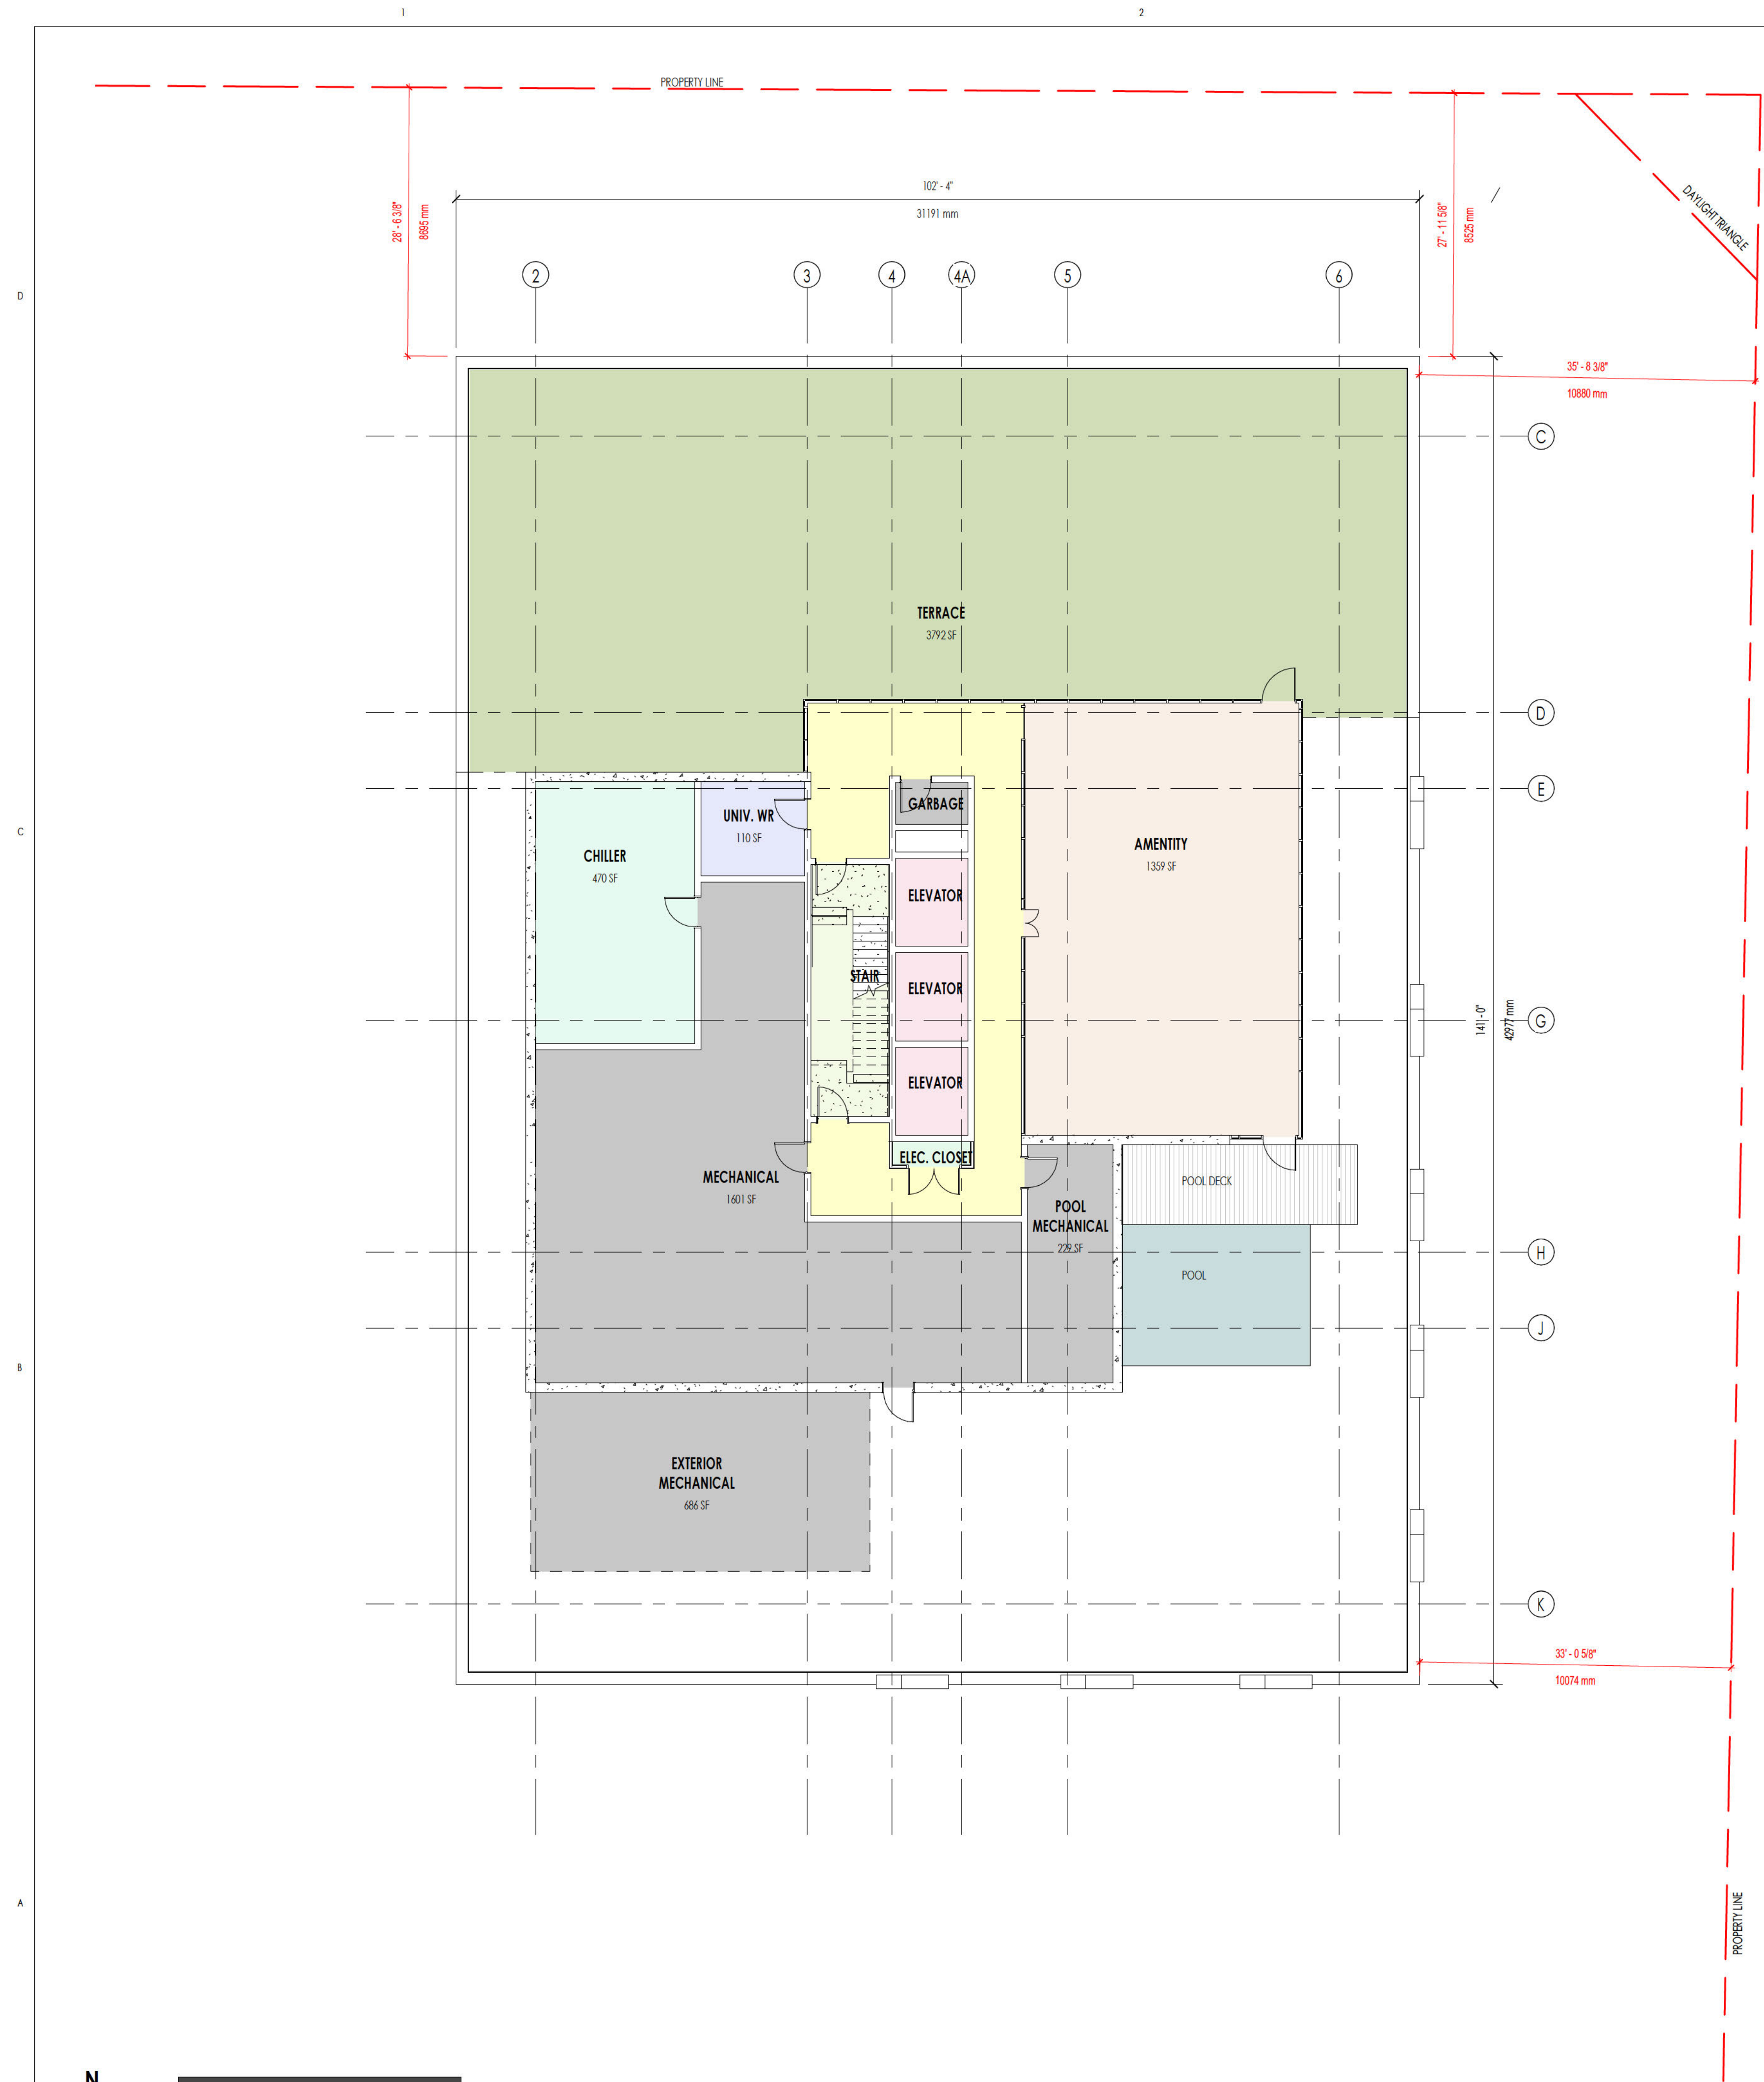 1
2
PROPERTY LINE
DAYLIGHT TRIANGLE
102' - 4"
31191 mm
28' - 6 3/8"
8695 mm
27' - 11 5/8"
8525 mm
2
3
4
4A
5
6
D
35' - 8 3/8"
10880 mm
C
TERRACE
3792 SF
D
E
GARBAGE
UNIV. WR
110 SF
C
CHILLER
470 SF
AMENTITY
1359 SF
ELEVATOR
STAIR
ELEVATOR
141' - 0"
42977 mm
G
ELEVATOR
ELEC. CLOSET
MECHANICAL
1601 SF
POOL DECK
POOL
MECHANICAL
229 SF
H
POOL
J
B
EXTERIOR
MECHANICAL
686 SF
K
33' - 0 5/8"
10074 mm
A
PROPERTY LINE
N